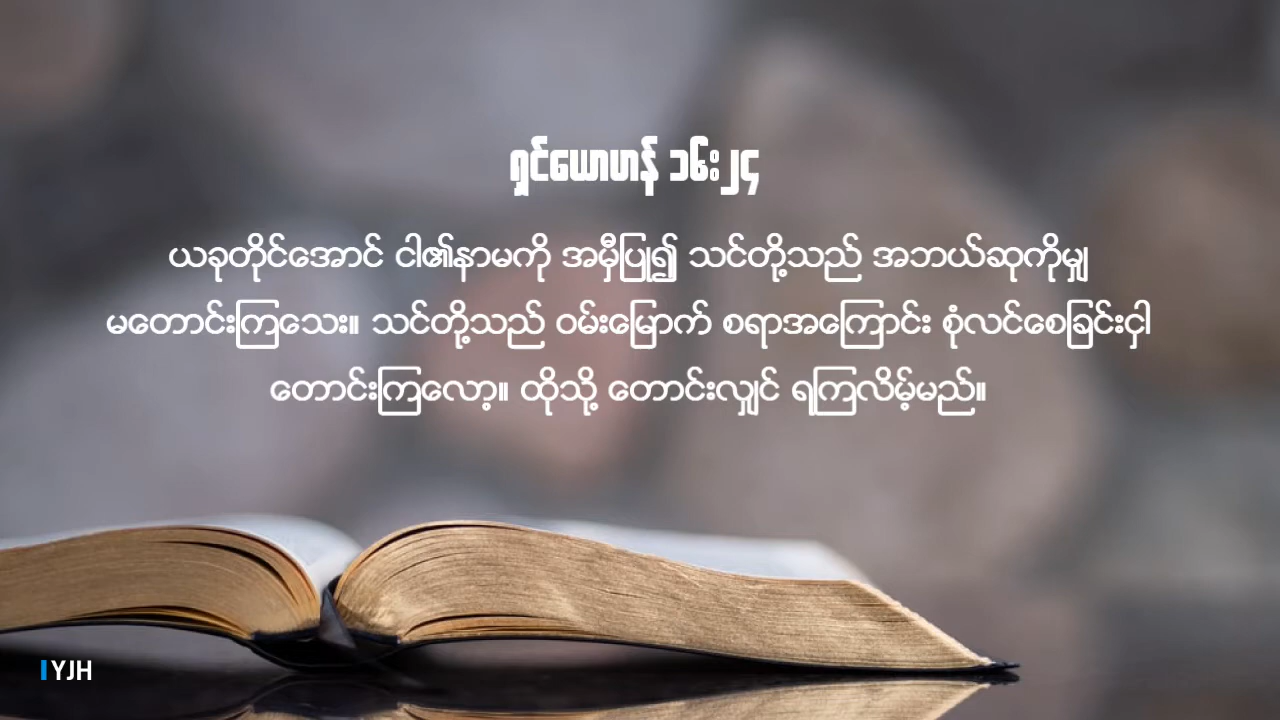 ရှင်ယောဟန် ၁၆း၂၄
ယခုတိုင်အောင် ငါ၏နာမကို အမှီပြု၍ သင်တို့သည် အဘယ်ဆုကိုမျှ
မတောင်းကြသေး။ သင်တို့သည် ဝမ်းမြောက် စရာအကြောင်း စုံလင်စေခြင်းငှါ
တောင်းကြလော့။ ထိုသို့ တောင်းလျှင် ရကြလိမ့်မည်။
YJH